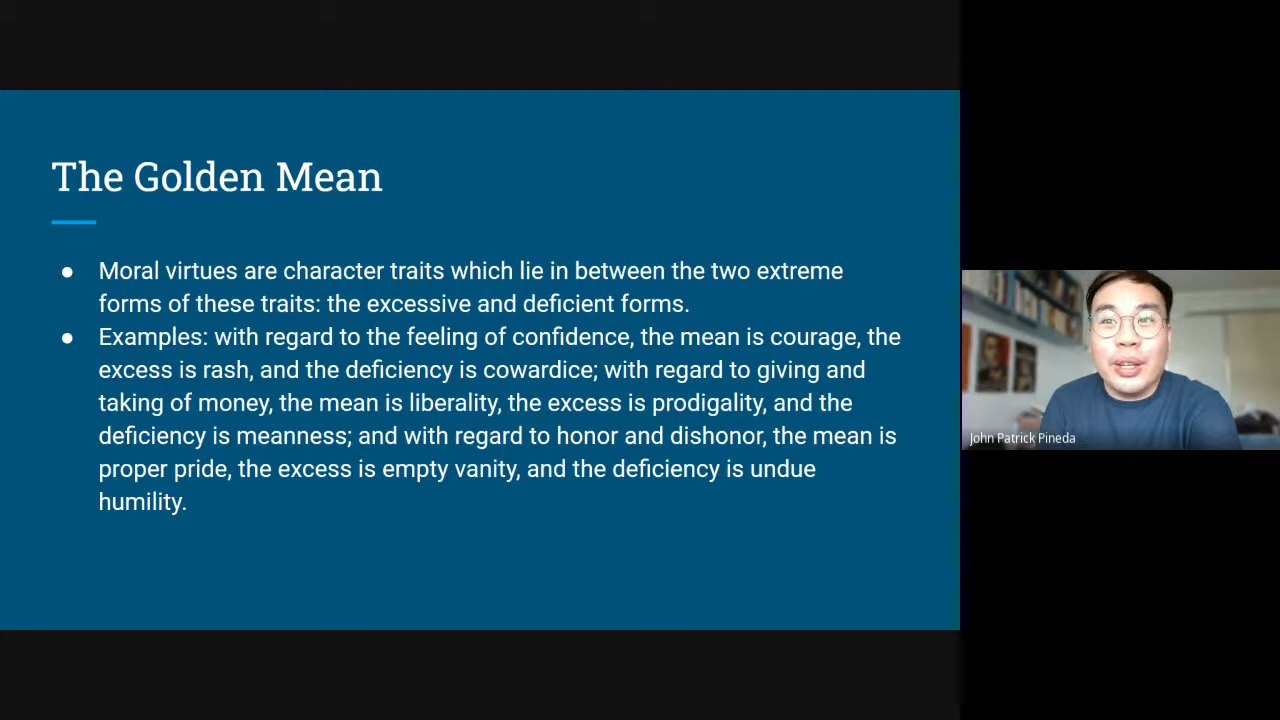 The Golden Mean
● Moral virtues are character traits which lie in between the two extreme
forms of these traits: the excessive and deficient forms.
● Examples: with regard to the feeling of confidence, the mean is courage, the
excess is rash, and the deficiency is cowardice; with regard to giving and
taking of money, the mean is liberality, the excess is prodigality, and the
deficiency is meanness; and with regard to honor and dishonor, the mean is
proper pride, the excess is empty vanity, and the deficiency is undue
humility.
John Patrick Pineda